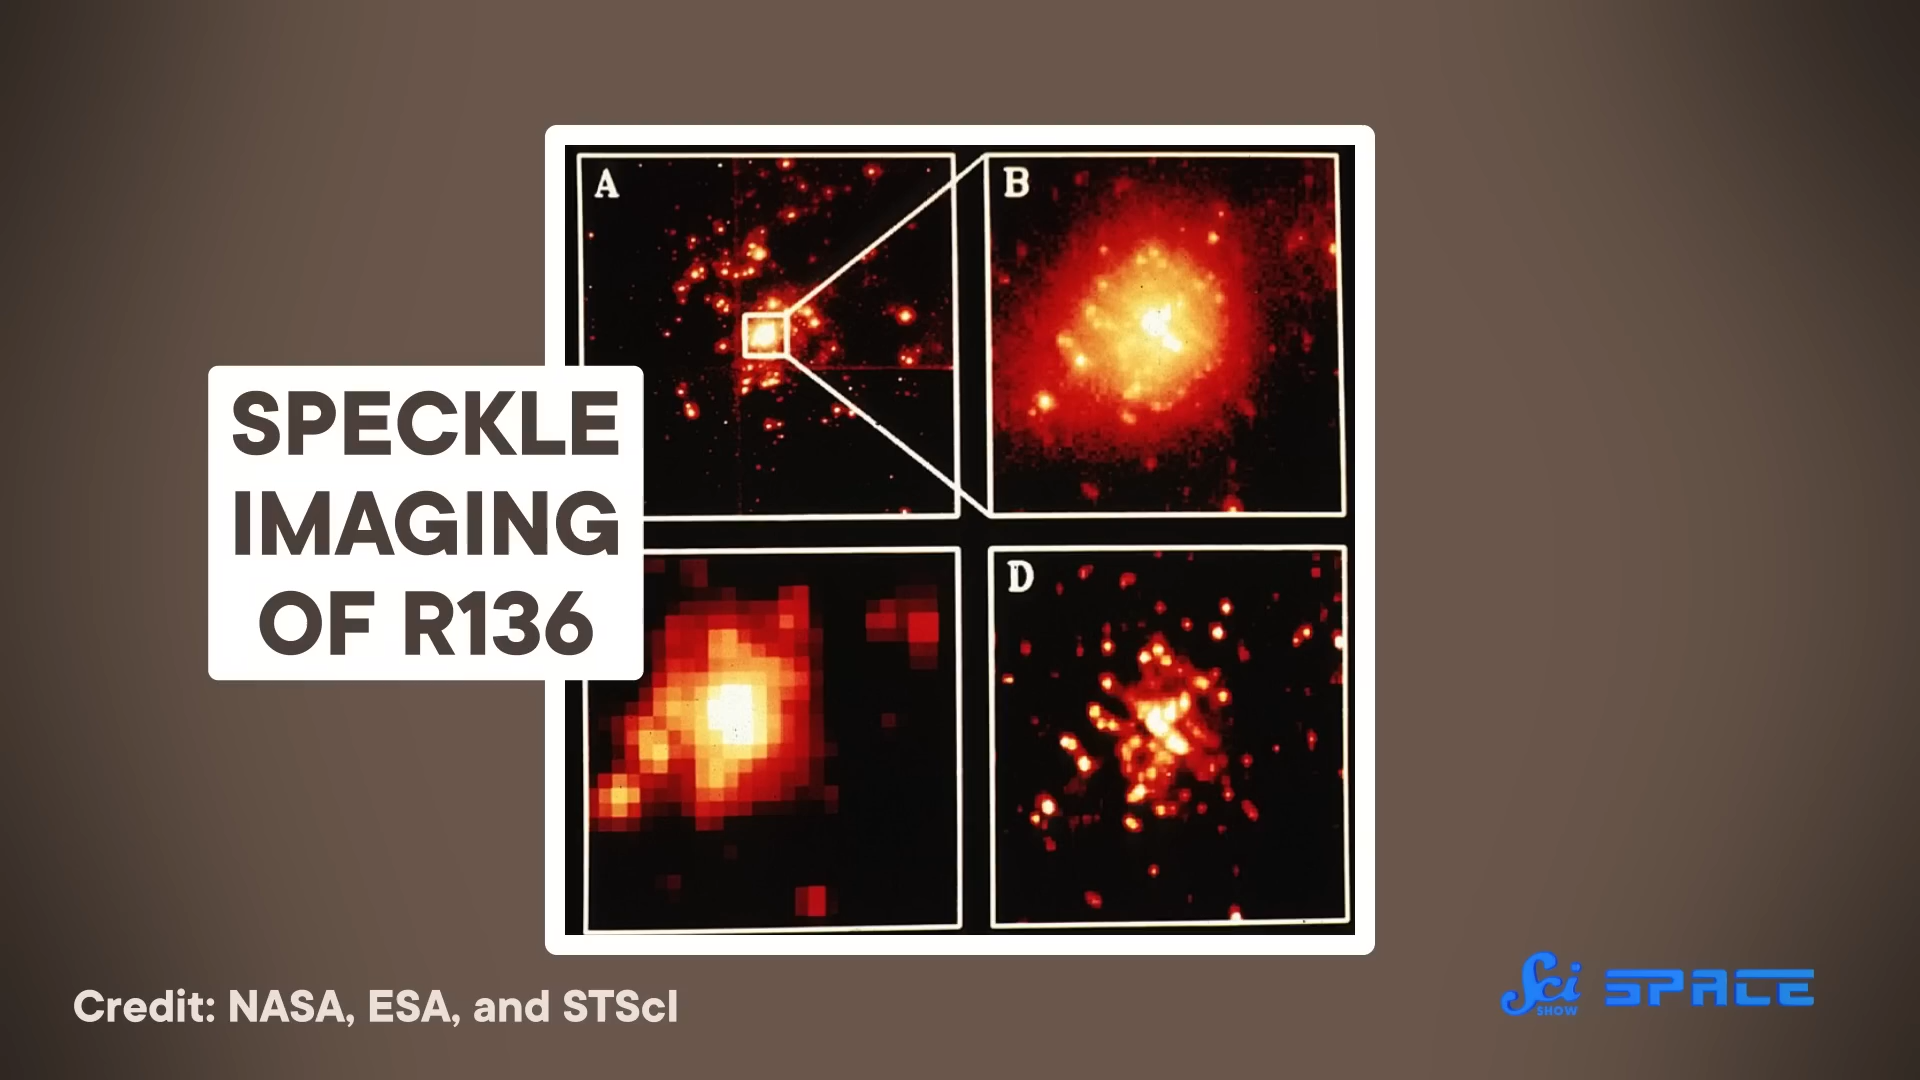 A
B
SPECKLE
IMAGING
OF R136
D
Credit: NASA, ESA, and STScI
Sci
SHOW
SPACE